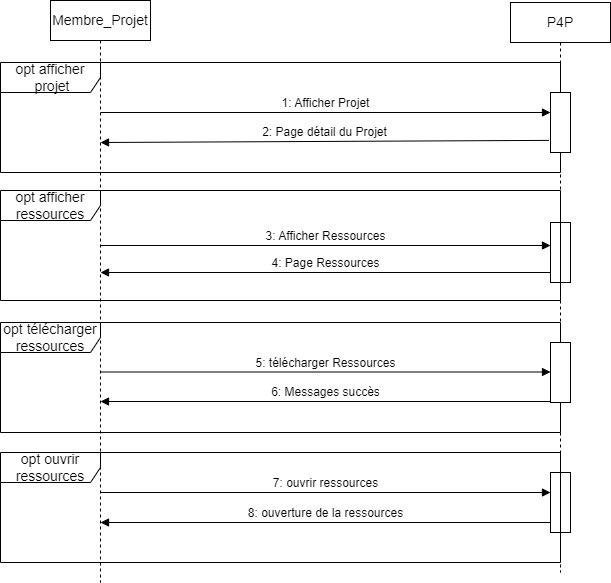 Membre_Projet
P4P
opt afficher
projet
1: Afficher Projet
2: Page détail du Projet
opt afficher
ressources
3: Afficher Ressources
4: Page Ressources
opt télécharger
ressources
5: télécharger Ressources
6: Messages succès
opt ouvrir
ressources
7: ouvrir ressources
8: ouverture de la ressources